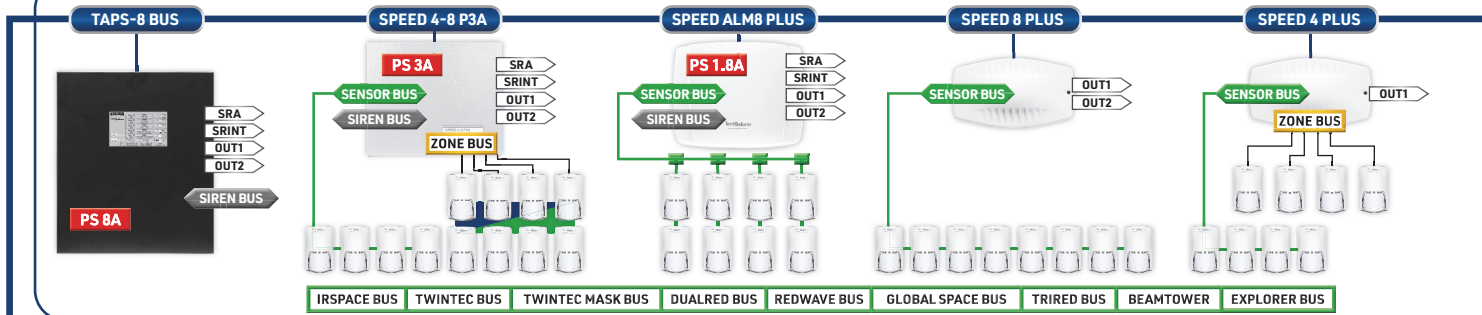 TAPS-8 BUS
SPEED 4-8 P3A
SPEED ALM8 PLUS
SPEED 8 PLUS
SPEED 4 PLUS
SRA
SRINT
OUT1
OUT2
SIREN BUS
PS 8A
PS 3A
SENSOR BUS
SIREN BUS
ZONE BUS
SRA
SRINT
OUT1
OUT2
PS 1.8A
SENSOR BUS
SIREN BUS
SRA
SRINT
OUT1
OUT2
SENSOR BUS
OUT1
OUT2
SENSOR BUS
OUT1
ZONE BUS
IRSPACE BUS
TWINTEC BUS
TWINTEC MASK BUS
DUALRED BUS
REDWAVE BUS
GLOBAL SPACE BUS
TRIRED BUS
BEAMTOWER
EXPLORER BUS